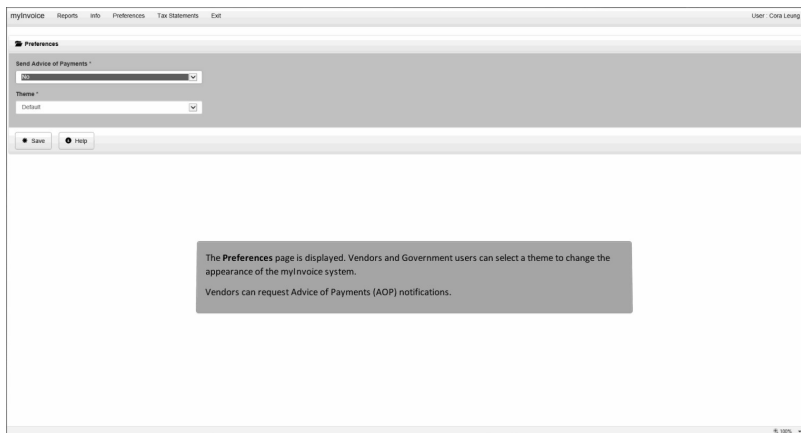 myInvoice Reports Info Preferences Tax Statements Exit User : Cora Leung
Preferences
Send Advice of Payments *
No
Theme *
Default
Save Help
The Preferences page is displayed. Vendors and Government users can select a theme to change the
appearance of the myInvoice system.
Vendors can request Advice of Payments (AOP) notifications.
100%